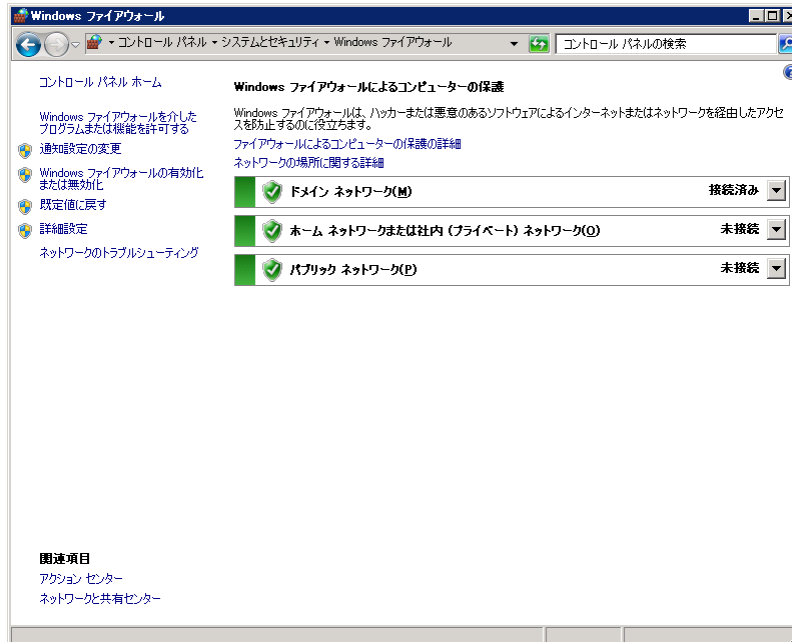 Windows ファイアウォール
コントロール パネル
システムとセキュリティ
Windows ファイアウォール
コントロール パネルの検索
コントロール パネル ホーム
Windows ファイアウォールを介した
プログラムまたは機能を許可する
通知設定の変更
Windows ファイアウォールの有効化
または無効化
既定値に戻す
詳細設定
ネットワークのトラブルシューティング
Windows ファイアウォールによるコンピューターの保護
Windows ファイアウォールは、ハッカーまたは悪意のあるソフトウェアによるインターネットまたはネットワークを経由したアクセ
スを防止するのに役立ちます。
ファイアウォールによるコンピューターの保護の詳細
ネットワークの場所に関する詳細
ドメイン ネットワーク(M) 接続済み
ホーム ネットワークまたは社内 (プライベート) ネットワーク(O) 未接続
パブリック ネットワーク(P) 未接続
関連項目
アクション センター
ネットワークと共有センター